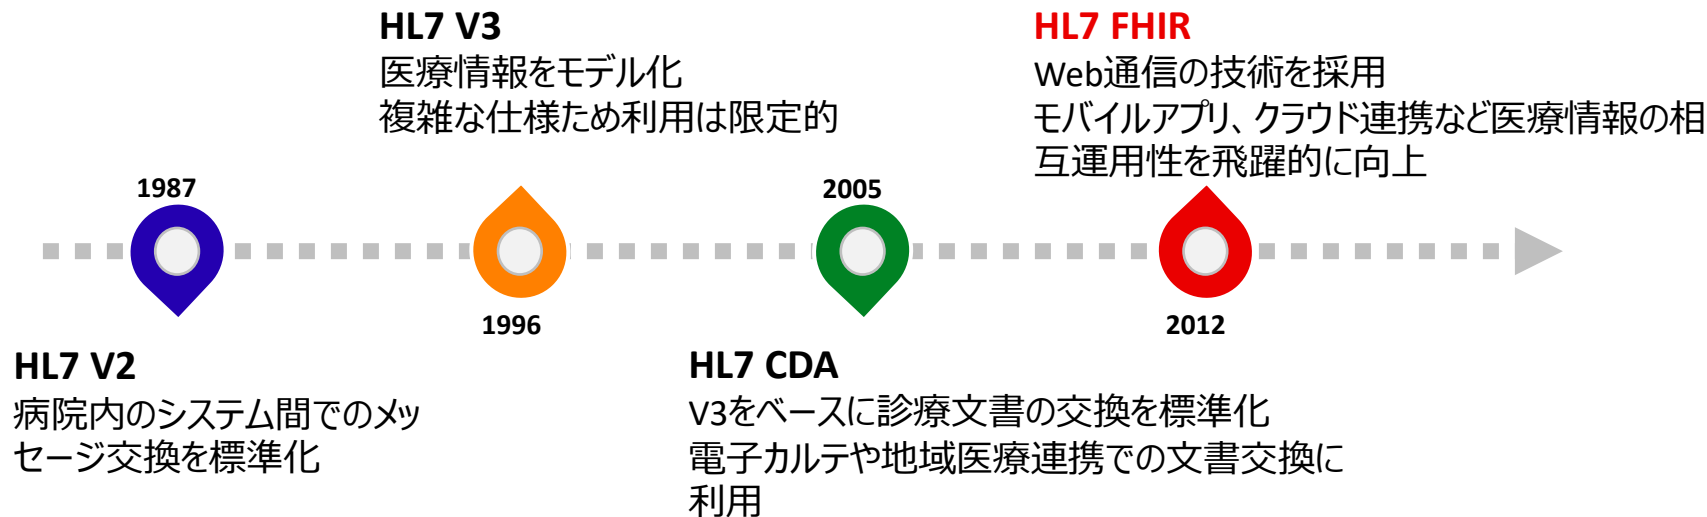 HL7 V3
医療情報をモデル化
複雑な仕様ため利用は限定的
HL7 FHIR
Web通信の技術を採用
モバイルアプリ、クラウド連携など医療情報の相
互運用性を飛躍的に向上
1987
2005
1996
2012
HL7 V2
病院内のシステム間でのメッ
セージ交換を標準化
HL7 CDA
V3をベースに診療文書の交換を標準化
電子カルテや地域医療連携での文書交換に
利用